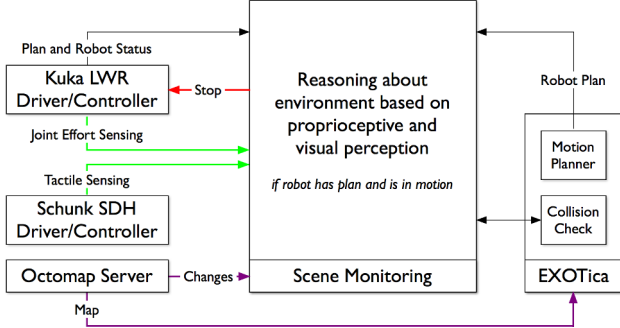 Plan and Robot Status
Kuka LWR
Driver/Controller
Stop
Joint Effort Sensing
Tactile Sensing
Schunk SDH
Driver/Controller
Octomap Server
Changes
Map
Reasoning about
environment based on
proprioceptive and
visual perception
if robot has plan and is in motion
Scene Monitoring
Robot Plan
Motion
Planner
Collision
Check
EXOTica